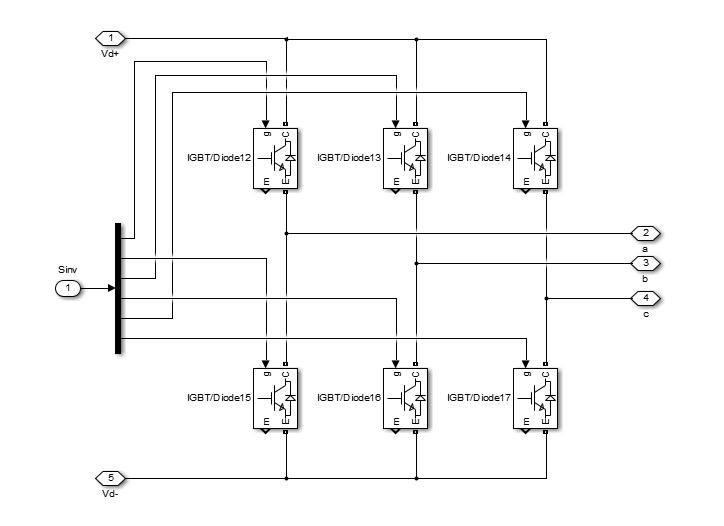 1
Vd+
g C
g C
g C
IGBT/Diode12
IGBT/Diode13
IGBT/Diode14
m E
m E
m E
2
a
3
b
Sinv
1
4
c
g C
g C
g C
IGBT/Diode15
IGBT/Diode16
IGBT/Diode17
m E
m E
m E
5
Vd-